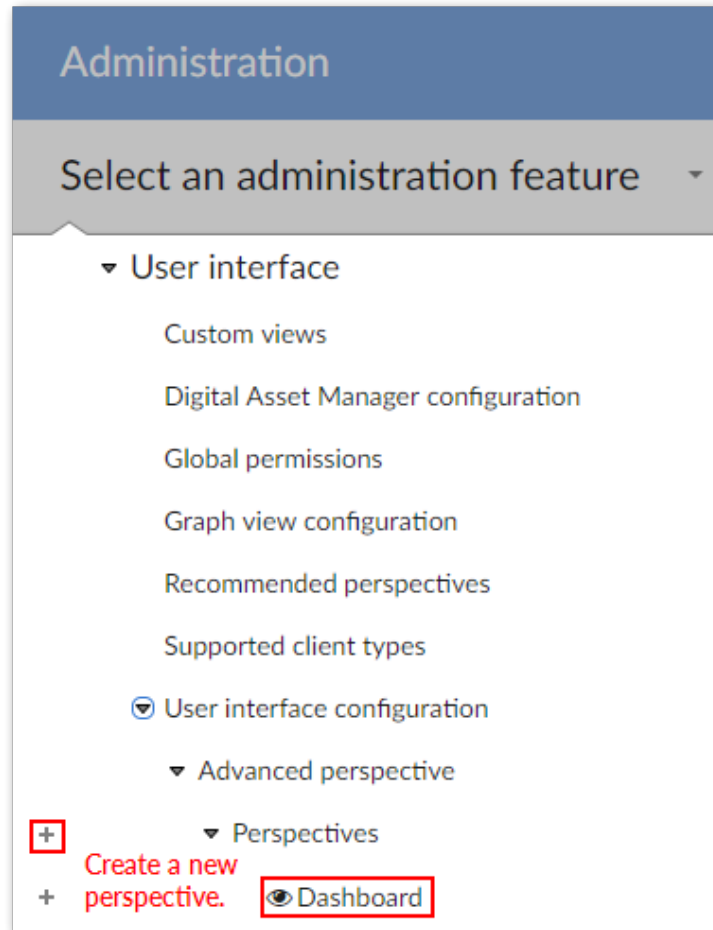 Administration
Select an administration feature
User interface
Custom views
Digital Asset Manager configuration
Global permissions
Graph view configuration
Recommended perspectives
Supported client types
User interface configuration
Advanced perspective
+ Perspectives
Create a new
+ perspective. Dashboard